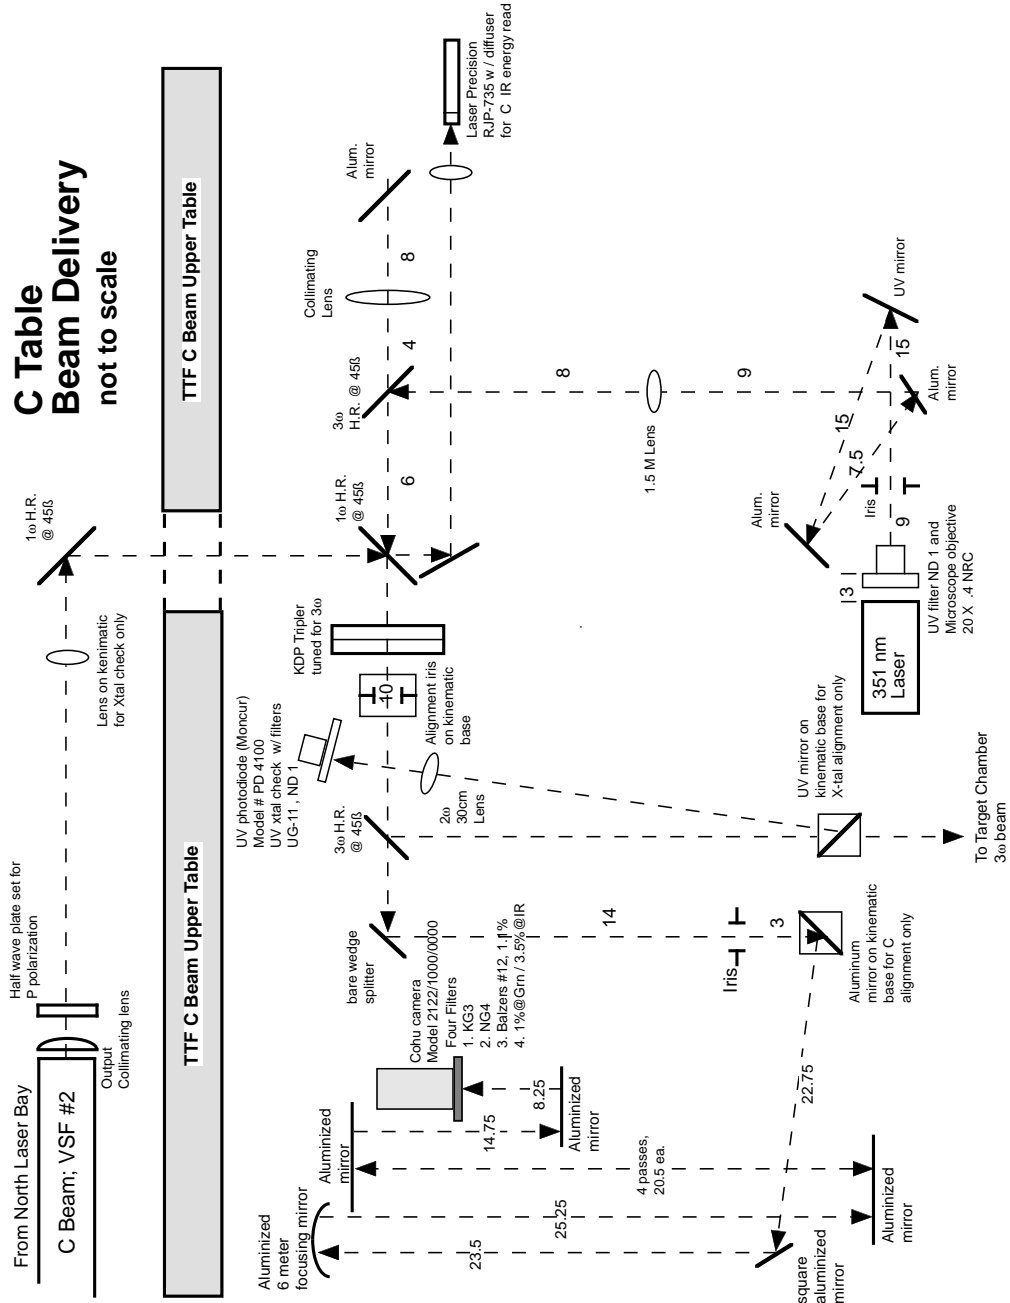 C Table
Beam Delivery
not to scale
From North Laser Bay
C Beam; VSF #2
Output
Collimating lens
Half wave plate set for
P polarization
Lens on kenimatic
for Xtal check only
1ω H.R.
@ 45ß
TTF C Beam Upper Table
TTF C Beam Upper Table
Laser Precision
RJP-735 w / diffuser
for C IR energy read
Alum.
mirror
8
Collimating
Lens
4
3ω
H.R. @ 45ß
6
1ω H.R.
@ 45ß
KDP Tripler
tuned for 3ω
40
Alignment iris
on kinematic
base
UV photodiode (Moncur)
Model # PD 4100
UV xtal check w/ filters
UG-11 , ND 1
2ω
30cm
Lens
3ω H.R.
@ 45ß
bare wedge
splitter
Cohu camera
Model 2122/1000/0000
Four Filters
1. KG3
2. NG4
3. Balzers #12, 1.1%
4. 1%@Grn / 3.5%@IR
8.25
Aluminized
mirror
14.75
Aluminized
mirror
4 passes,
20.5 ea.
Aluminized
6 meter
focusing mirror
25.25
23.5
Aluminized
mirror
square
aluminized
mirror
22.75
14
Iris
3
Aluminum
mirror on kinematic
base for C
alignment only
UV mirror on
kinematic base for
X-tal alignment only
To Target Chamber
3ω beam
8
1.5 M Lens
9
UV mirror
15
15
Alum.
mirror
7.5
Alum.
mirror
Iris
9
3
351 nm
Laser
UV filter ND 1 and
Microscope objective
20 X .4 NRC